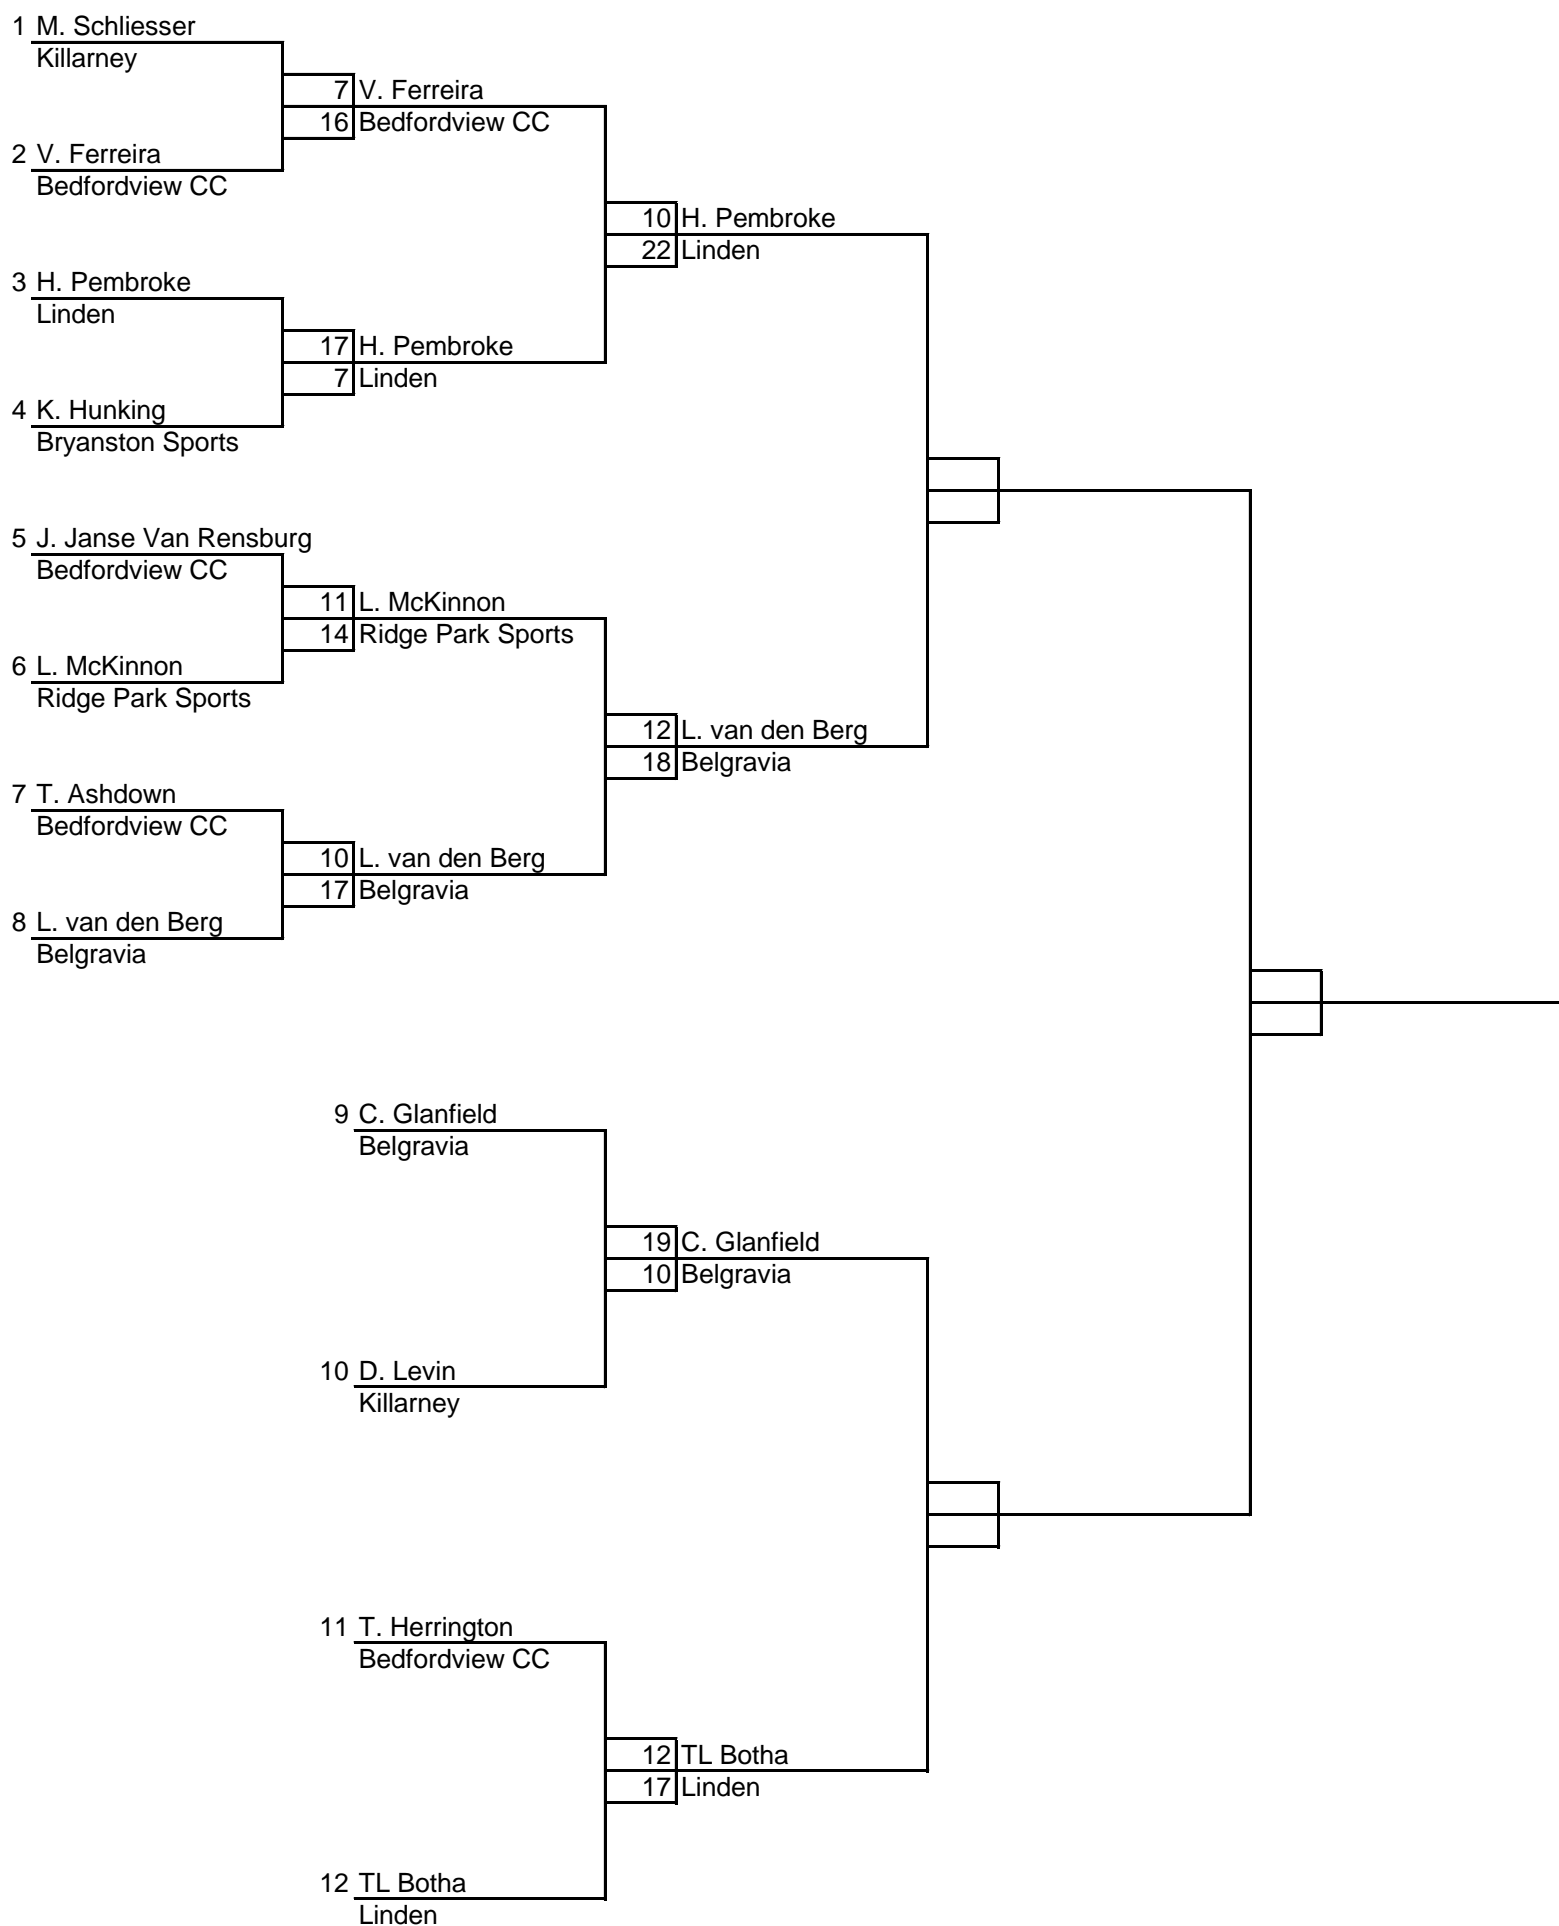 1 M. Schliesser
Killarney
7 V. Ferreira
16 Bedfordview CC
2 V. Ferreira
Bedfordview CC
10 H. Pembroke
22 Linden
3 H. Pembroke
Linden
17 H. Pembroke
7 Linden
4 K. Hunking
Bryanston Sports
5 J. Janse Van Rensburg
Bedfordview CC
11 L. McKinnon
14 Ridge Park Sports
6 L. McKinnon
Ridge Park Sports
12 L. van den Berg
18 Belgravia
7 T. Ashdown
Bedfordview CC
10 L. van den Berg
17 Belgravia
8 L. van den Berg
Belgravia
9 C. Glanfield
Belgravia
19 C. Glanfield
10 Belgravia
10 D. Levin
Killarney
11 T. Herrington
Bedfordview CC
12 TL Botha
17 Linden
12 TL Botha
Linden